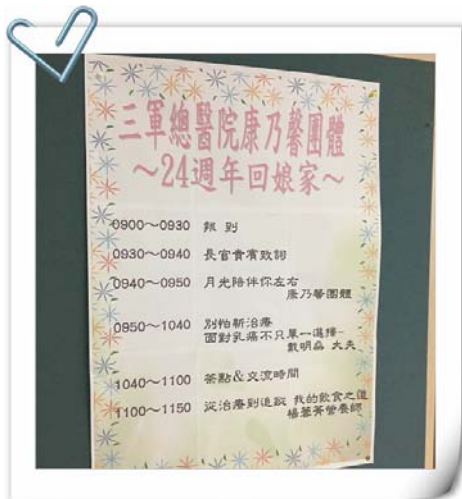 三軍總醫院康乃馨團體
～24週年回娘家～
0900～0930 報到
0930～0940 長官貴賓致詞
0940～0950 月光陪伴你左右
康乃馨團體
0950～1040 別怕新治療
面對乳癌不只單一選擇-
戴明燊 大夫
1040～1100 茶點&交流時間
1100～1150 從治療到追蹤 我的飲食之道
楊菁菁營養師